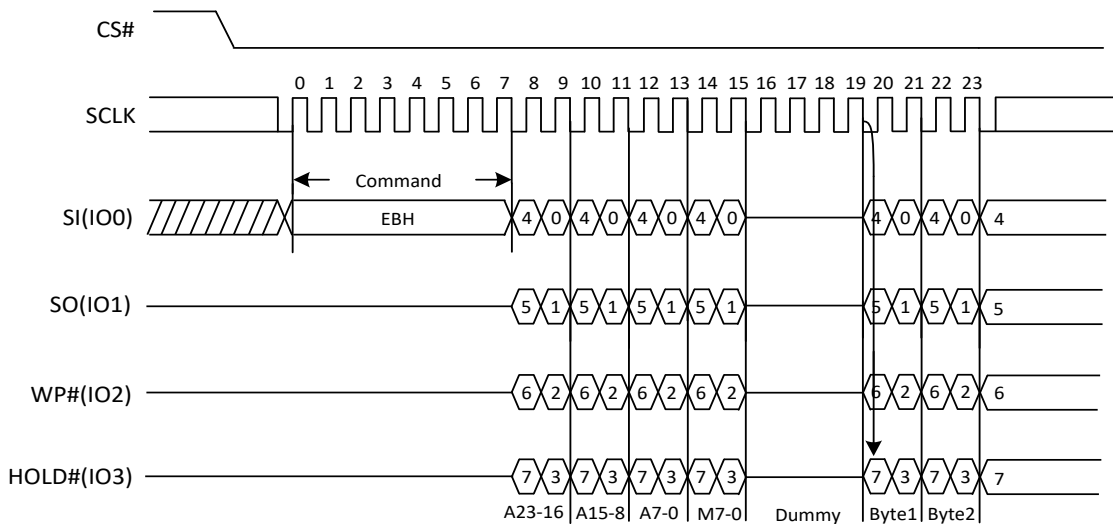 CS#
0 1 2 3 4 5 6 7 8 9 10 11 12 13 14 15 16 17 18 19 20 21 22 23
SCLK
Command
SI(IO0) EBH 4 0 4 0 4 0 4 0 4 0 4 0 4
SO(IO1) 5 1 5 1 5 1 5 1 5 1 5 1 5
WP#(IO2) 6 2 6 2 6 2 6 2 6 2 6 2 6
HOLD#(IO3) 7 3 7 3 7 3 7 3 7 3 7 3 7
A23-16 A15-8 A7-0 M7-0 Dummy Byte1 Byte2